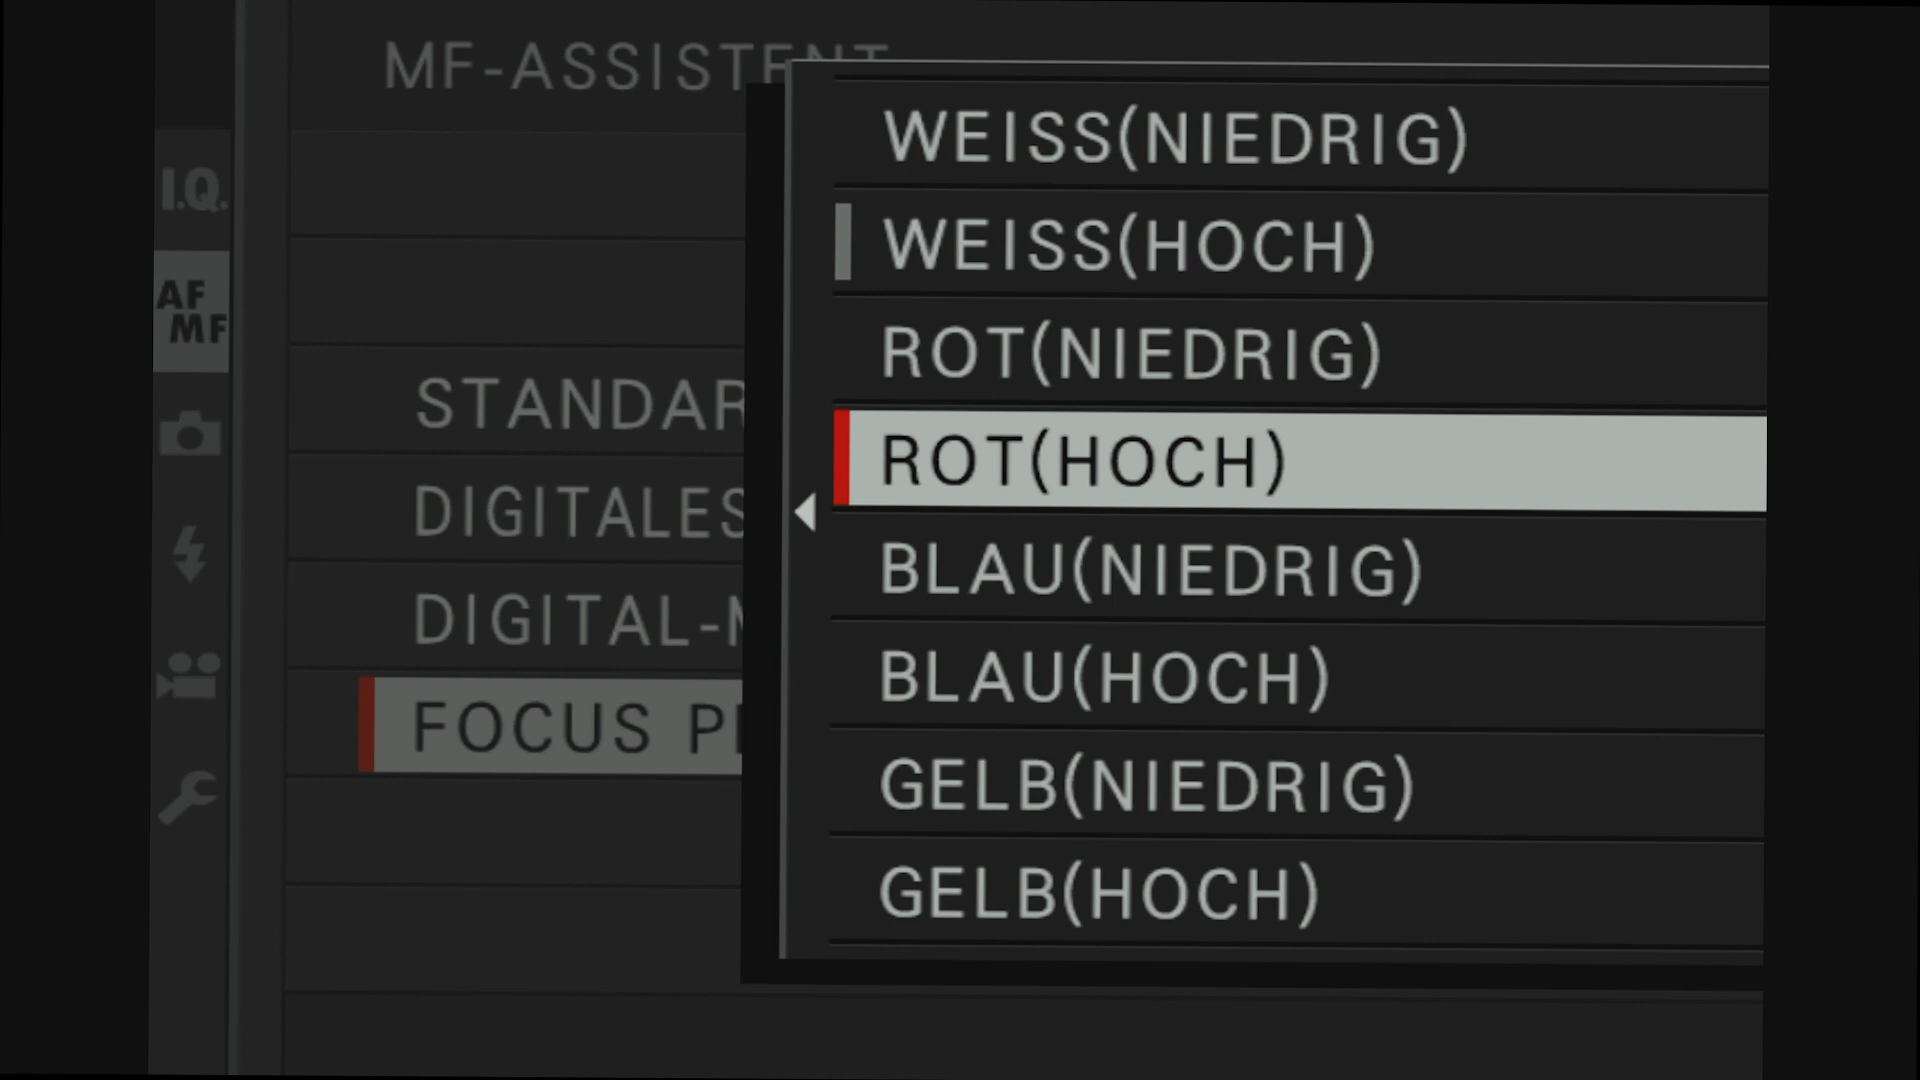 MF-ASSISTENT
I.Q.
AF
MF
STANDAR
DIGITALES
DIGITAL-
FOCUS
WEISS(NIEDRIG)
WEISS(HOCH)
ROT(NIEDRIG)
ROT(HOCH)
BLAU(NIEDRIG)
BLAU(HOCH)
GELB(NIEDRIG)
GELB(HOCH)